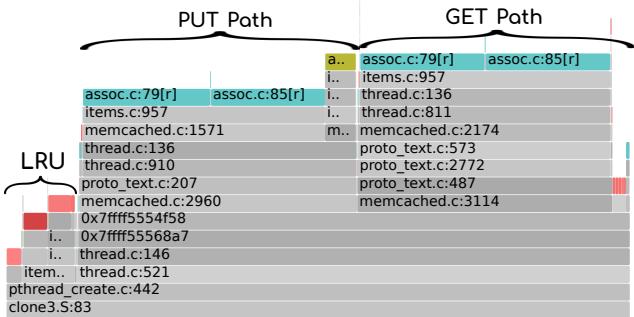 PUT Path
GET Path
a.. assoc.c:79[r] assoc.c:85[r]
i.. items.c:957
assoc.c:79[r] assoc.c:85[r] i.. thread.c:136
items.c:957 i.. thread.c:811
memcached.c:1571 m.. memcached.c:2174
thread.c:136 proto_text.c:573
LRU
thread.c:910 proto_text.c:2772
proto_text.c:207 proto_text.c:487
memcached.c:2960 memcached.c:3114
0x7ffff5554f58
i.. 0x7ffff55568a7
i.. thread.c:146
item.. thread.c:521
pthread_create.c:442
clone3.S:83